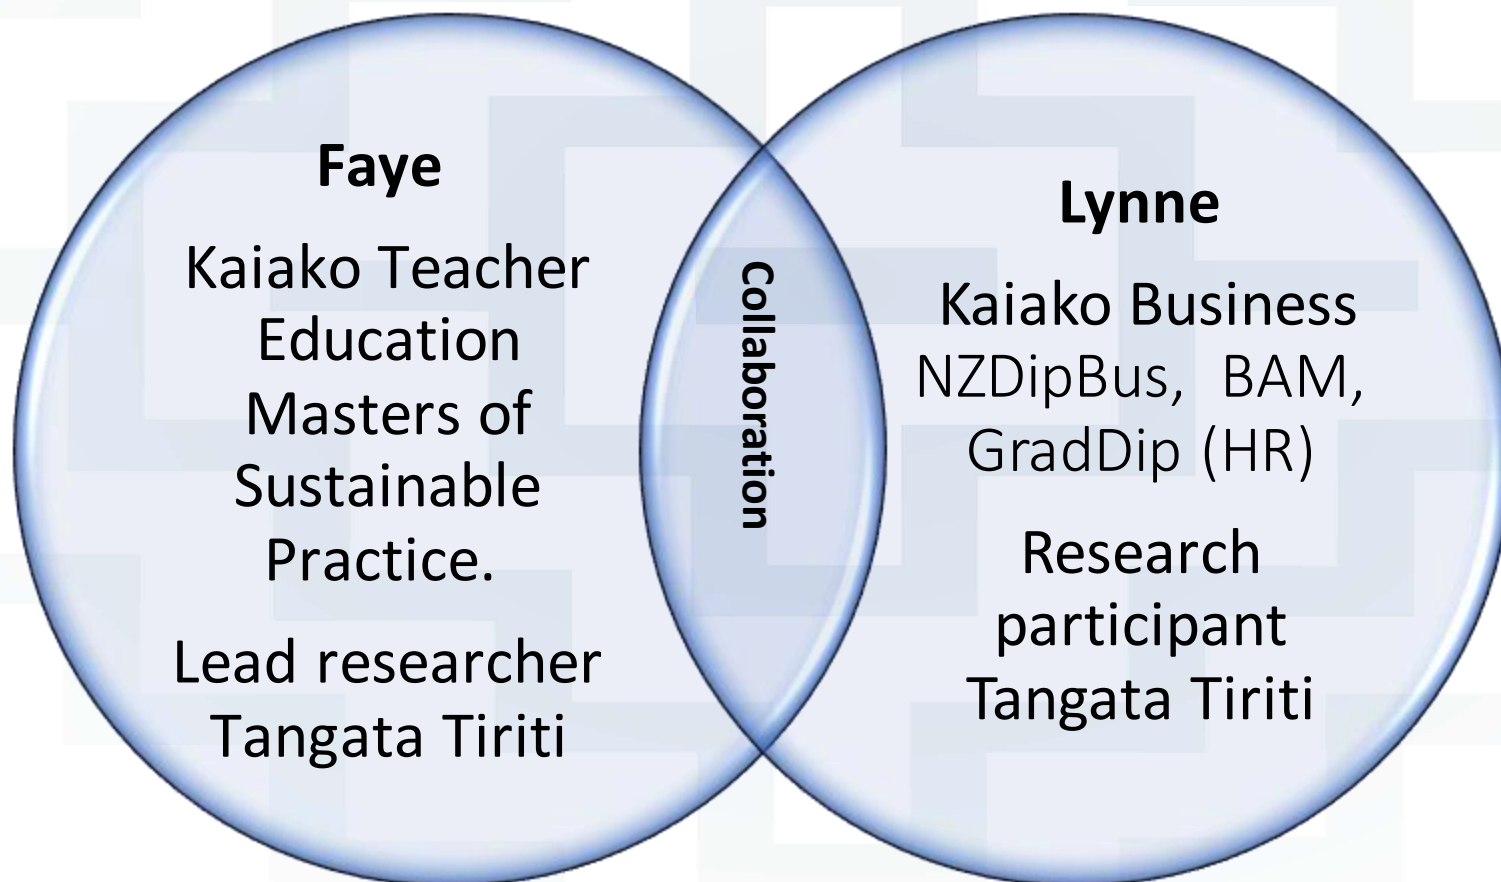 Faye
Kaiako Teacher
Education
Masters of
Sustainable
Practice.
Lead researcher
Tangata Tiriti
Collaboration
Lynne
Kaiako Business
NZDipBus, BAM,
GradDip (HR)
Research
participant
Tangata Tiriti